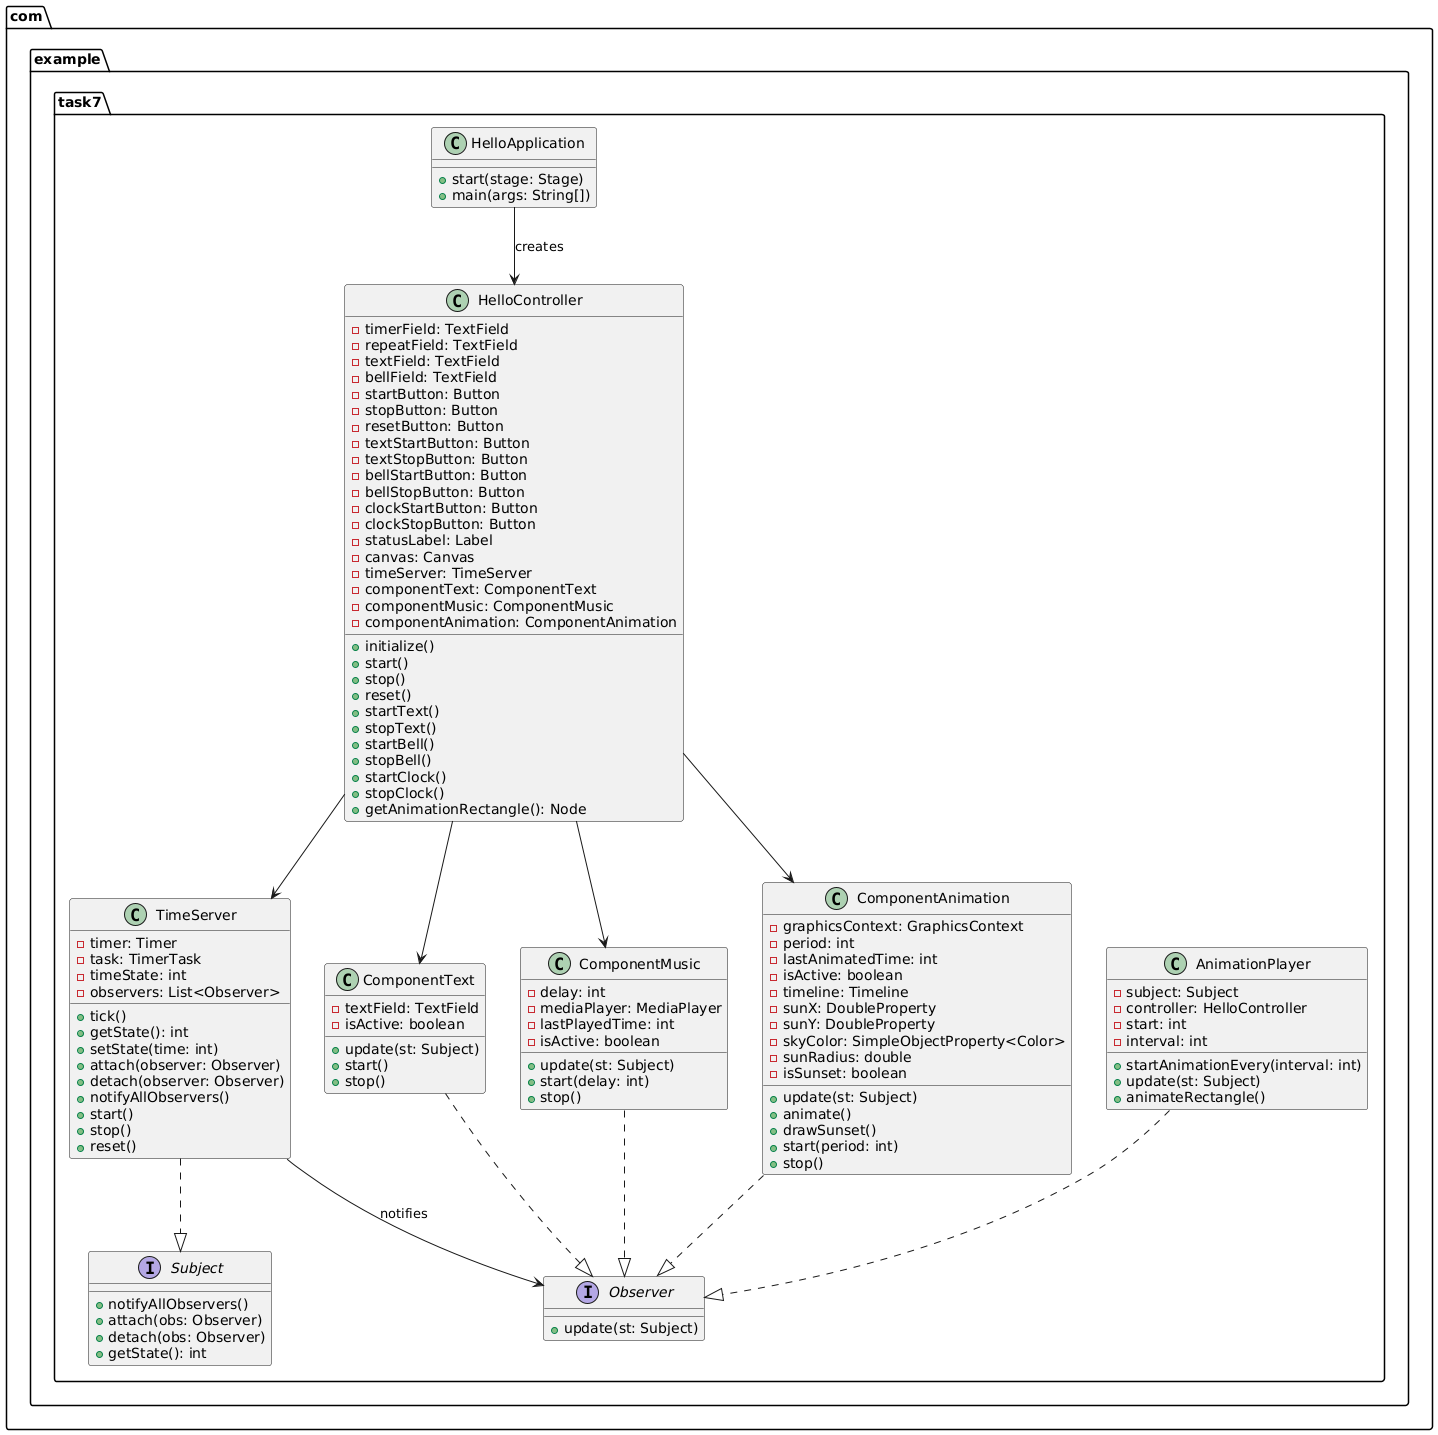 com
example
task7
C HelloApplication
start(stage: Stage)
main(args: String[])
creates
C HelloController
timerField: TextField
repeatField: TextField
textField: TextField
bellField: TextField
startButton: Button
stopButton: Button
resetButton: Button
textStartButton: Button
textStopButton: Button
bellStartButton: Button
bellStopButton: Button
clockStartButton: Button
clockStopButton: Button
statusLabel: Label
canvas: Canvas
timeServer: TimeServer
componentText: ComponentText
componentMusic: ComponentMusic
componentAnimation: ComponentAnimation
initialize()
start()
stop()
reset()
startText()
stopText()
startBell()
stopBell()
startClock()
stopClock()
getAnimationRectangle(): Node
C TimeServer
timer: Timer
task: TimerTask
timeState: int
observers: List<Observer>
tick()
getState(): int
setState(time: int)
attach(observer: Observer)
detach(observer: Observer)
notifyAllObservers()
start()
stop()
reset()
C ComponentText
textField: TextField
isActive: boolean
update(st: Subject)
start()
stop()
C ComponentMusic
delay: int
mediaPlayer: MediaPlayer
lastPlayedTime: int
isActive: boolean
update(st: Subject)
start(delay: int)
stop()
C ComponentAnimation
graphicsContext: GraphicsContext
period: int
lastAnimatedTime: int
isActive: boolean
timeline: Timeline
sunX: DoubleProperty
sunY: DoubleProperty
skyColor: SimpleObjectProperty<Color>
sunRadius: double
isSunset: boolean
update(st: Subject)
animate()
drawSunset()
start(period: int)
stop()
C AnimationPlayer
subject: Subject
controller: HelloController
start: int
interval: int
startAnimationEvery(interval: int)
update(st: Subject)
animateRectangle()
notifies
I Subject
notifyAllObservers()
attach(obs: Observer)
detach(obs: Observer)
getState(): int
I Observer
update(st: Subject)